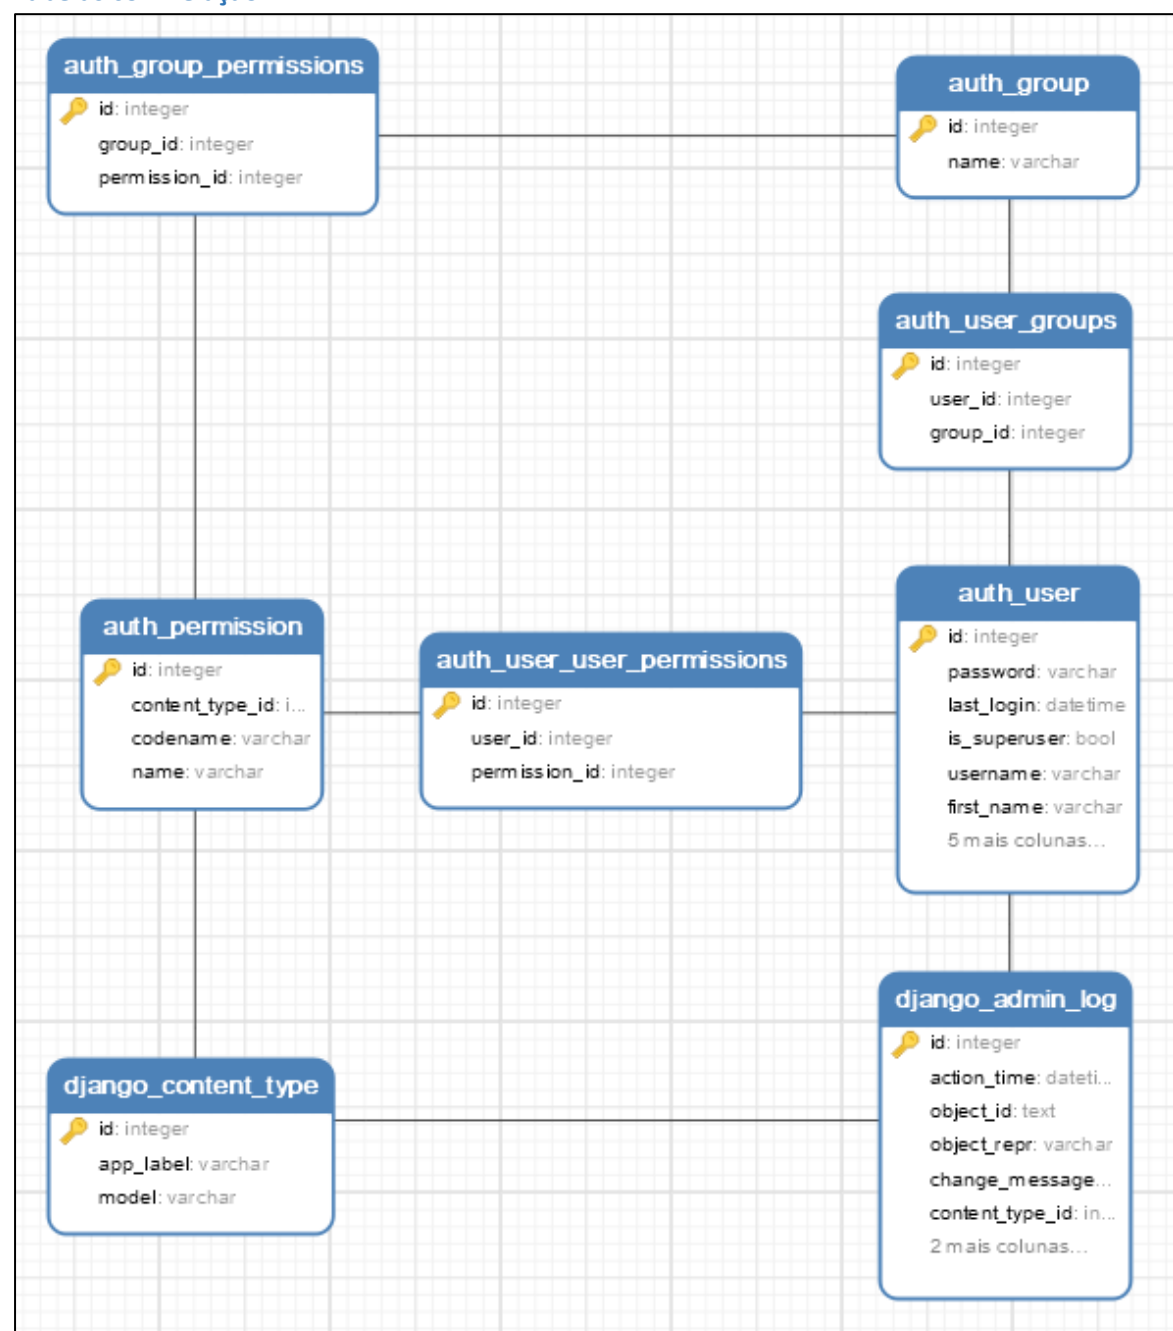 auth_group_permissions
id: integer
group_id: integer
permission_id: integer
auth_group
id: integer
name: varchar
auth_user_groups
id: integer
user_id: integer
group_id: integer
auth_permission
id: integer
content_type_id: i...
codename: varchar
name: varchar
auth_user_user_permissions
id: integer
user_id: integer
permission_id: integer
auth_user
id: integer
password: varchar
last_login: datetime
is_superuser: bool
username: varchar
first_name: varchar
5 mais colunas...
django_content_type
id: integer
app_label: varchar
model: varchar
django_admin_log
id: integer
action_time: dateti...
object_id: text
object_repr: varchar
change_message...
content_type_id: in...
2 mais colunas...